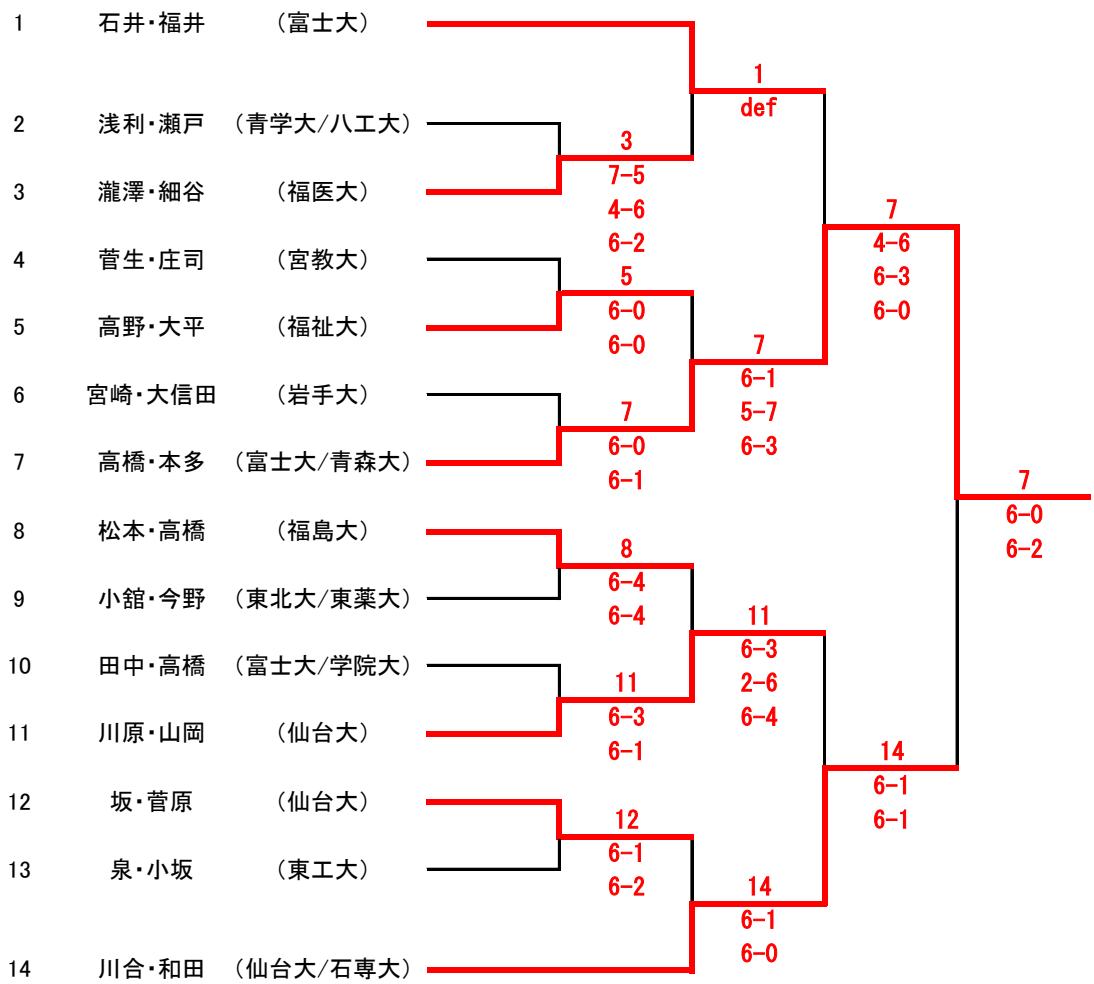 1 石井・福井 （富士大）
1
def
2 浅利・瀬戸 （青学大/八工大）
3
7-5
3 瀧澤・細谷 （福医大）
4-6
7
6-2
4-6
4 菅生・庄司 （宮教大）
5
6-3
6-0
6-0
5 高野・大平 （福祉大）
6-0
7
6-1
6 宮崎・大信田 （岩手大）
7
5-7
6-0
6-3
7 高橋・本多 （富士大/青森大）
6-1
7
6-0
8 松本・高橋 （福島大）
8
6-2
6-4
9 小舘・今野 （東北大/東薬大）
6-4
11
6-3
10 田中・高橋 （富士大/学院大）
11
2-6
6-3
6-4
11 川原・山岡 （仙台大）
6-1
14
6-1
12 坂・菅原 （仙台大）
12
6-1
6-1
13 泉・小坂 （東工大）
6-2
14
6-1
6-0
14 川合・和田 （仙台大/石専大）